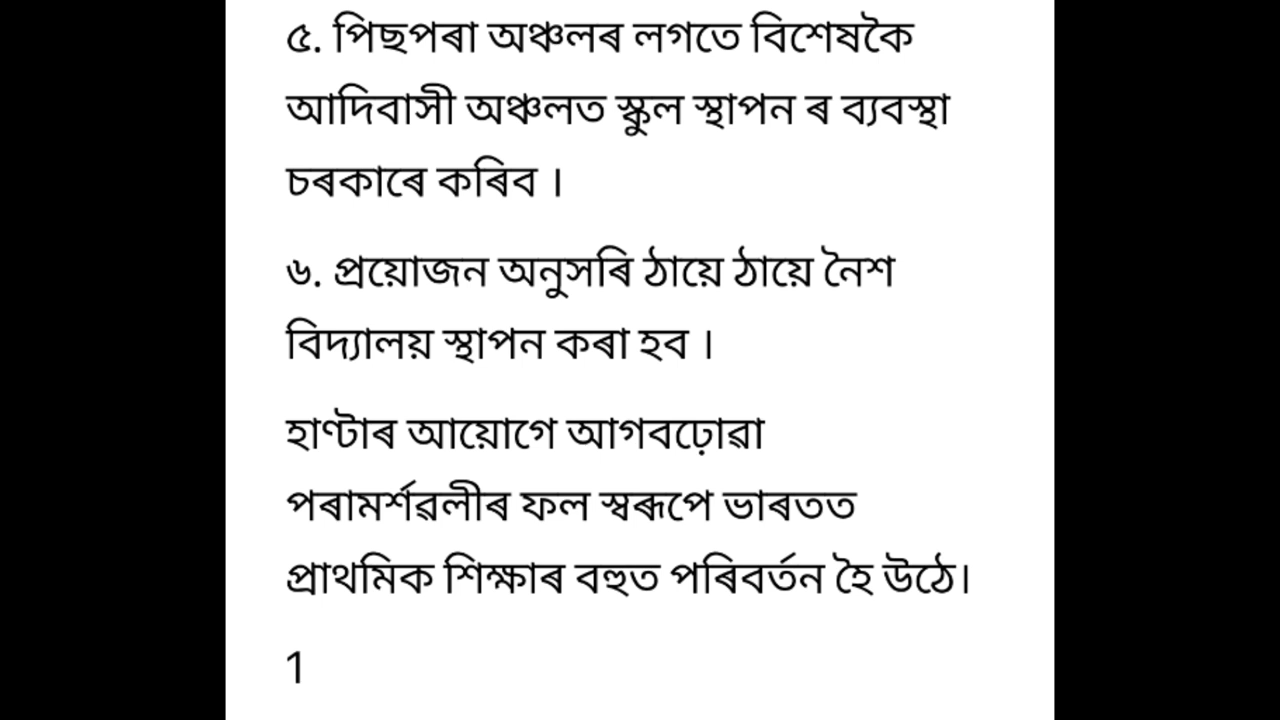 ৫. পিছপৰা অঞ্চলৰ লগতে বিশেষকৈ
আদিবাসী অঞ্চলত স্কুল স্থাপন ৰ ব্যবস্থা
চৰকাৰে কৰিব ।
৬. প্ৰয়োজন অনুসৰি ঠায়ে ঠায়ে নৈশ
বিদ্যালয় স্থাপন কৰা হব ।
হাণ্টাৰ আয়োগে আগবঢ়োৱা
পৰামৰ্শৱলীৰ ফল স্বৰূপে ভাৰতত
প্ৰাথমিক শিক্ষাৰ বহুত পৰিবৰ্তন হৈ উঠে।
1